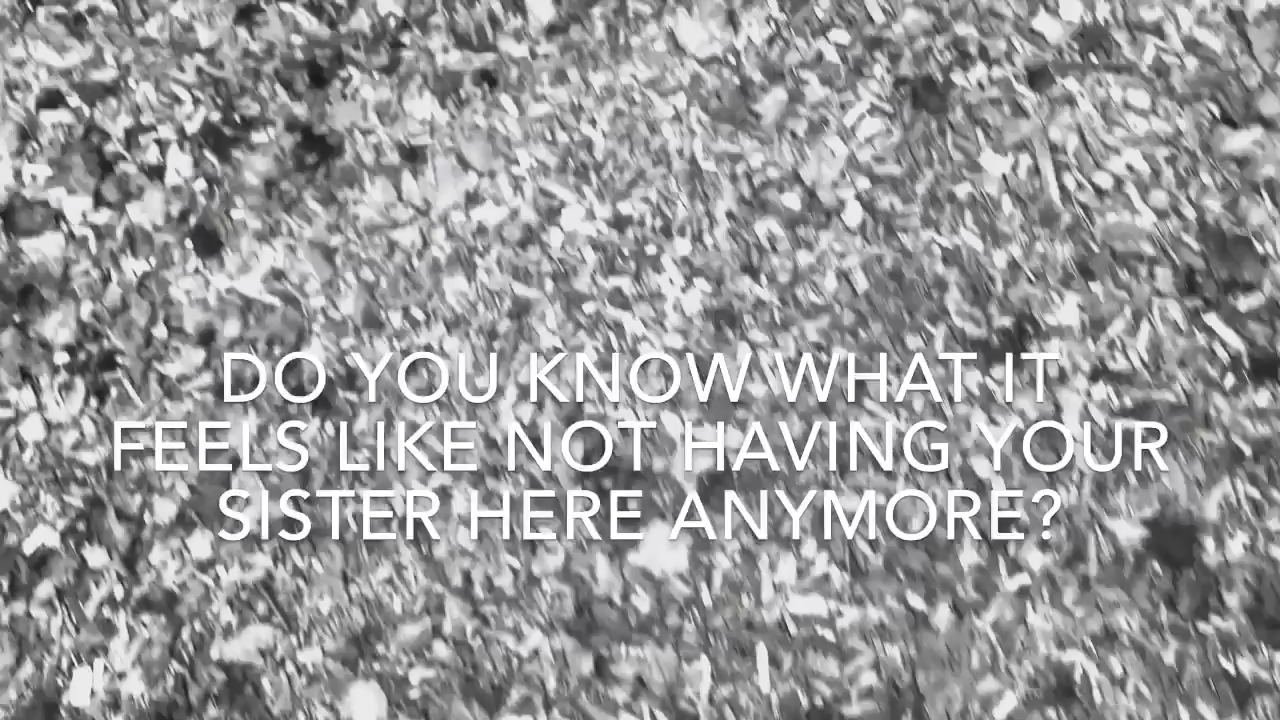 DO YOU KNOW WHAT IT
FEELS LIKE NOT HAVING YOUR
SISTER HERE ANYMORE?